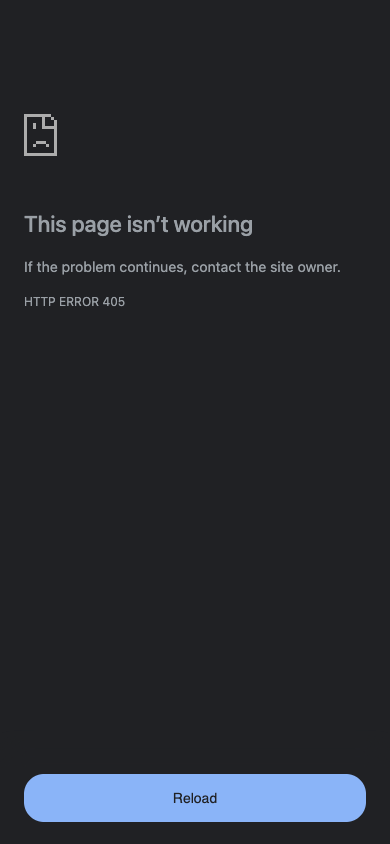 This page isn’t working
If the problem continues, contact the site owner.
HTTP ERROR 405
Reload